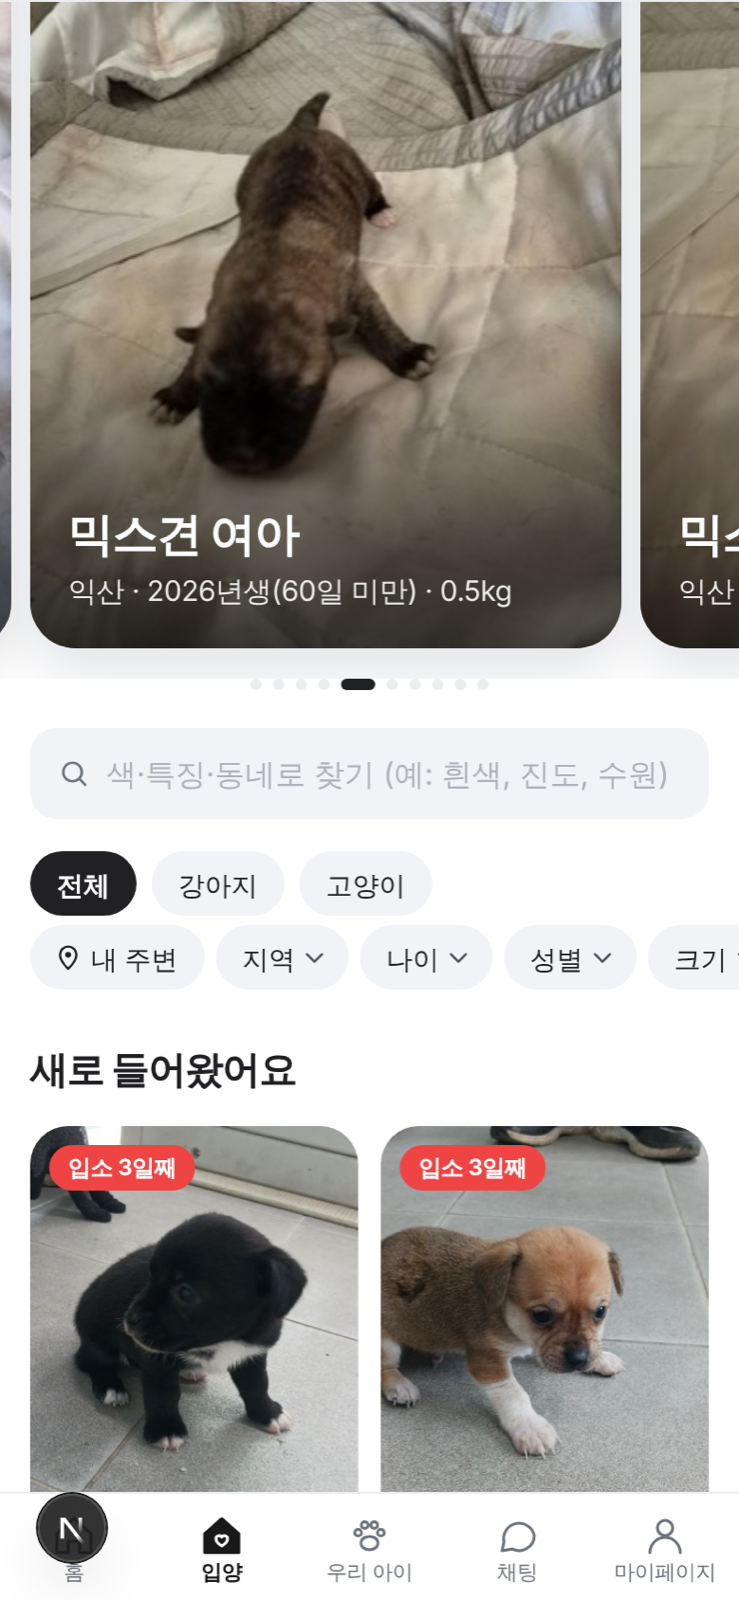 믹스견 여아
익산 · 2026년생(60일 미만) · 0.5kg
믹스
익산
색·특징·동네로 찾기 (예: 흰색, 진도, 수원)
전체 강아지 고양이
내 주변 지역 나이 성별 크기
새로 들어왔어요
입소 3일째 입소 3일째
N
홈 입양 우리 아이 채팅 마이페이지